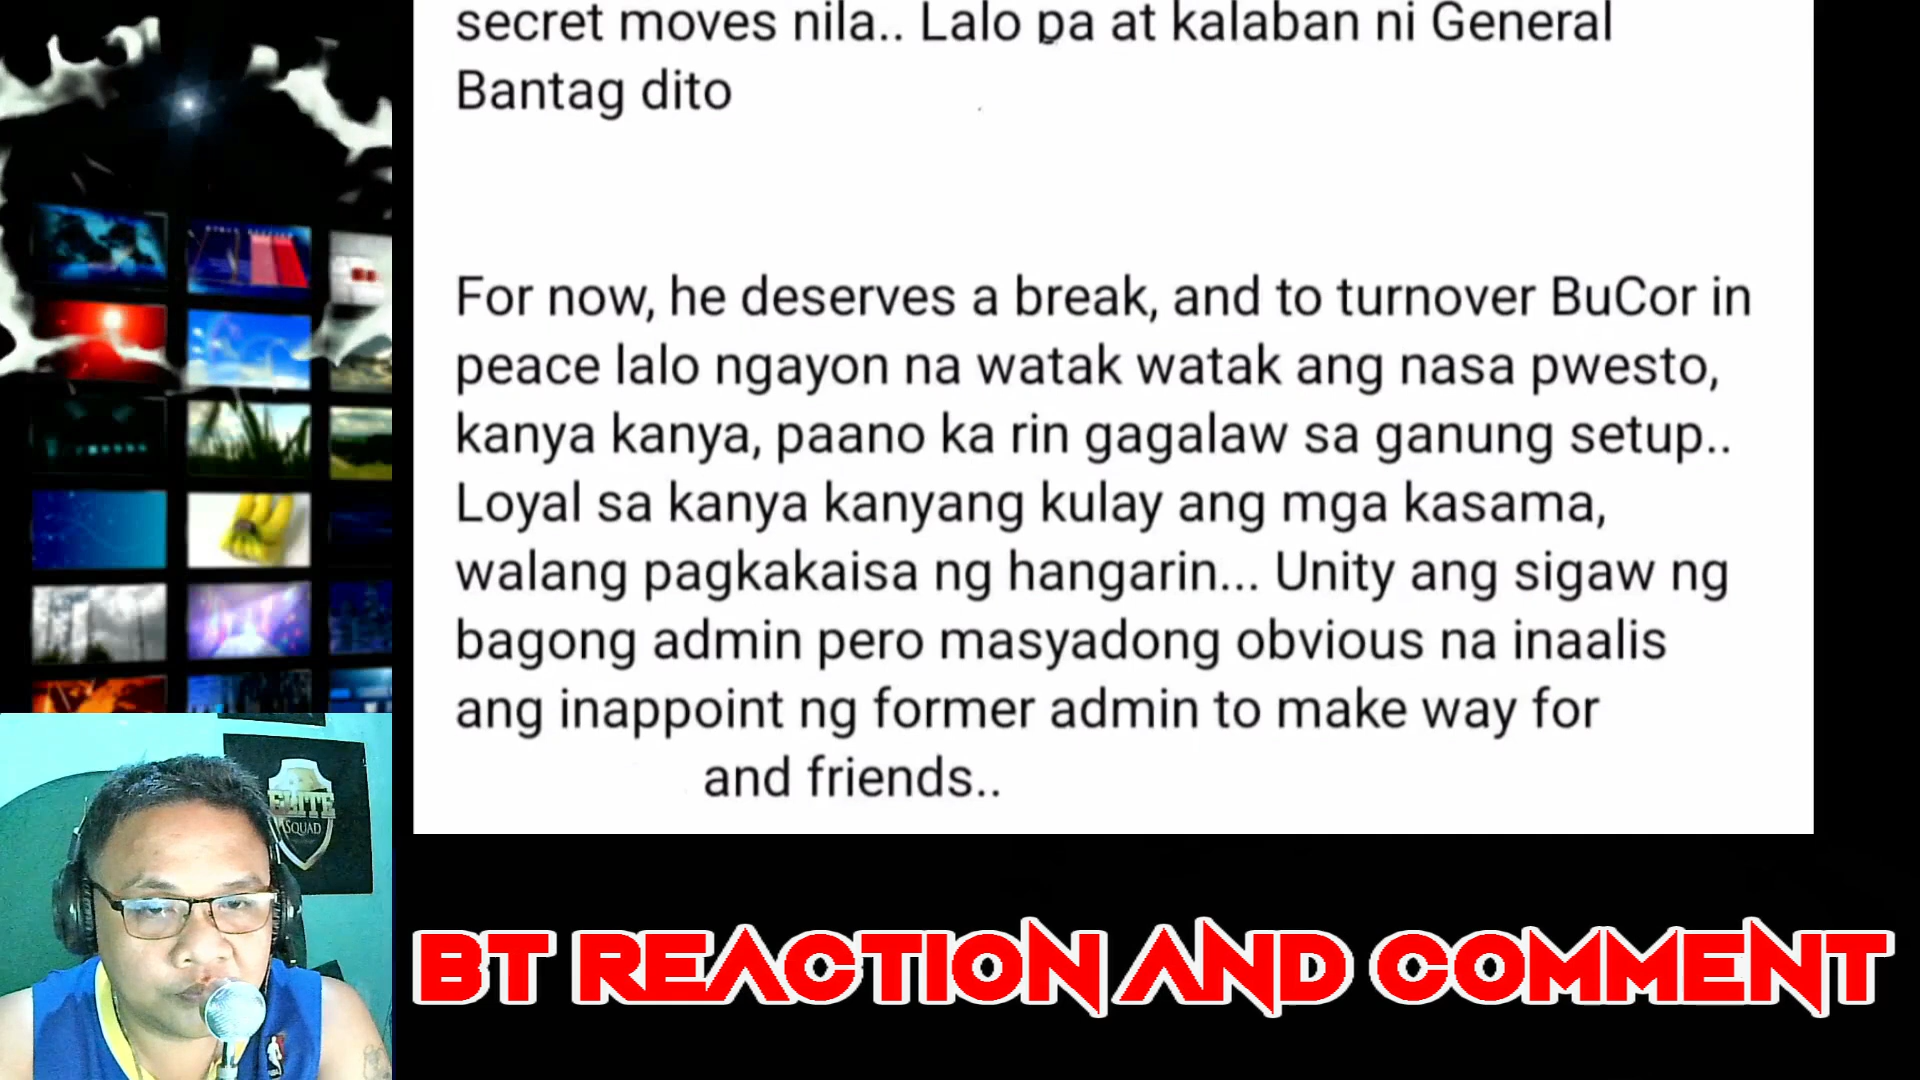 secret moves nila.. Lalo pa at kalaban ni General
Bantag dito
For now, he deserves a break, and to turnover BuCor in
peace lalo ngayon na watak watak ang nasa pwesto,
kanya kanya, paano ka rin gagalaw sa ganung setup..
Loyal sa kanya kanyang kulay ang mga kasama,
walang pagkakaisa ng hangarin... Unity ang sigaw ng
bagong admin pero masyadong obvious na inaalis
ang inappoint ng former admin to make way for
and friends..
ELITE
SQUAD
BT REACTION AND COMMENT